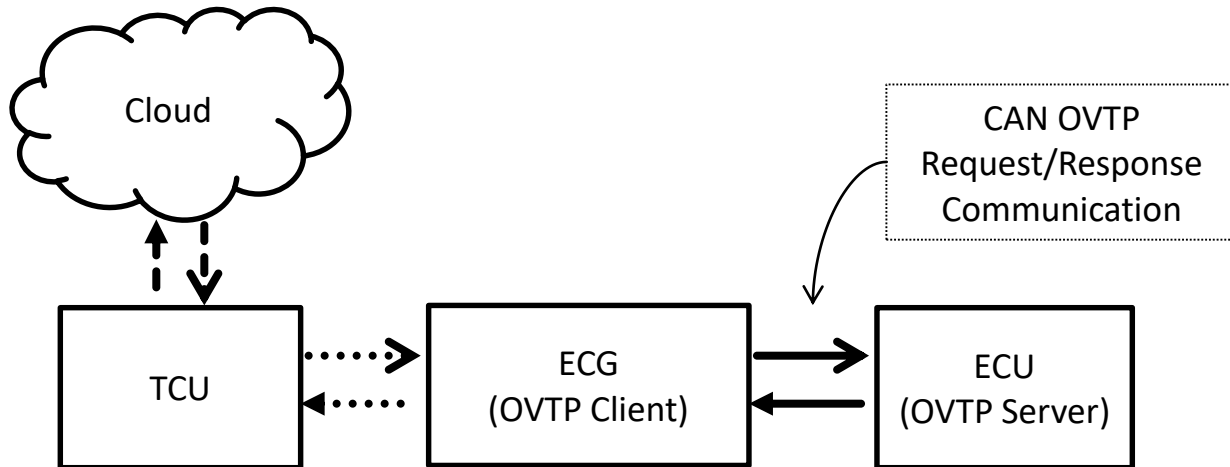 Cloud
CAN OVTP
Request/Response
Communication
TCU
ECG
(OVTP Client)
ECU
(OVTP Server)